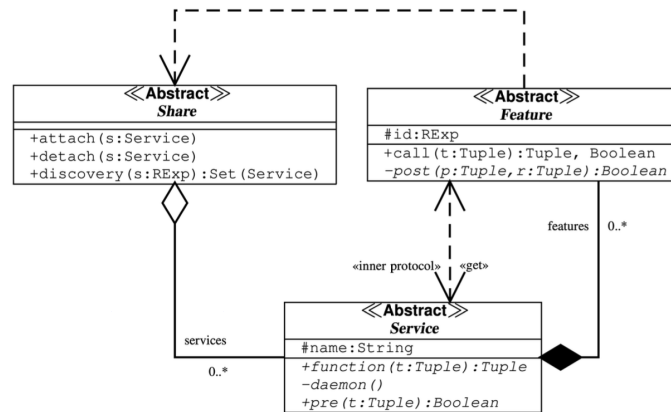 ≪Abstract≫
Share
+attach(s:Service)
+detach(s:Service)
+discovery(s:RExp):Set(Service)
≪Abstract≫
Feature
#id:RExp
+call(t:Tuple):Tuple, Boolean
-post(p:Tuple,r:Tuple):Boolean
features
0..*
«inner protocol»
«get»
services
0..*
≪Abstract≫
Service
#name:String
+function(t:Tuple):Tuple
-daemon()
+pre(t:Tuple):Boolean